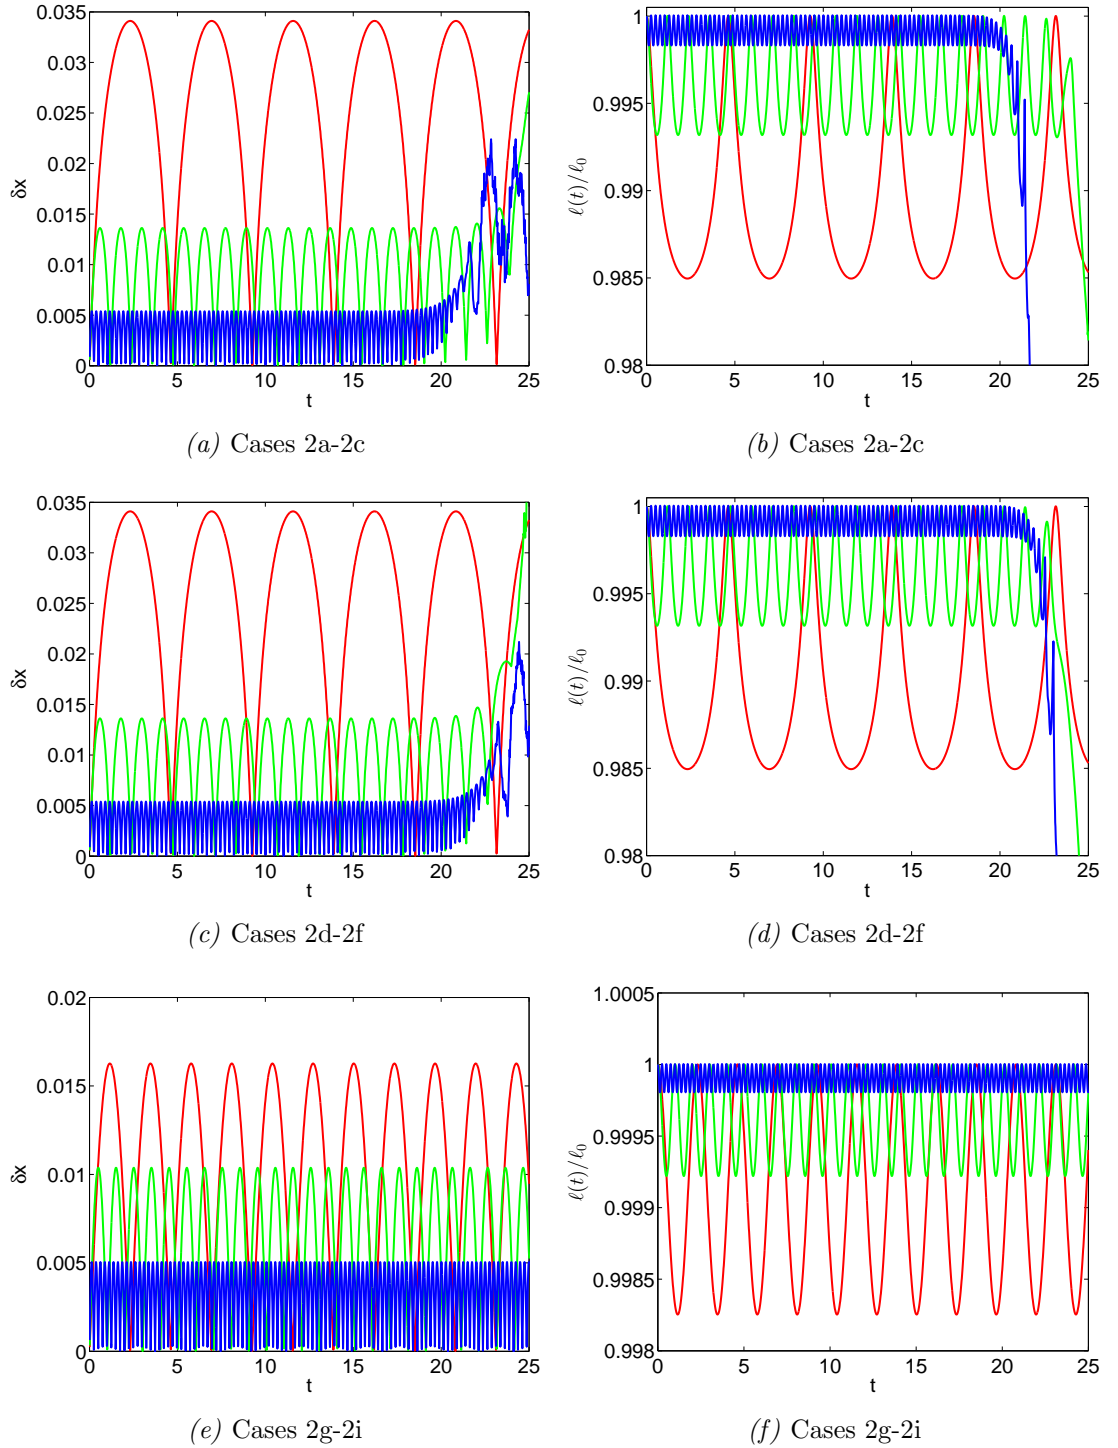 0.035
0.03
0.025
0.02
0.015
0.01
0.005
0
δx
0 5 10 15 20 25
t
(a) Cases 2a-2c
1
0.995
0.99
0.985
0.98
ℓ(t)/ℓ0
0 5 10 15 20 25
t
(b) Cases 2a-2c
0.035
0.03
0.025
0.02
0.015
0.01
0.005
0
δx
0 5 10 15 20 25
t
(c) Cases 2d-2f
1
0.995
0.99
0.985
0.98
ℓ(t)/ℓ0
0 5 10 15 20 25
t
(d) Cases 2d-2f
0.02
0.015
0.01
0.005
0
δx
0 5 10 15 20 25
t
(e) Cases 2g-2i
1.0005
1
0.9995
0.999
0.9985
0.998
ℓ(t)/ℓ0
0 5 10 15 20 25
t
(f) Cases 2g-2i